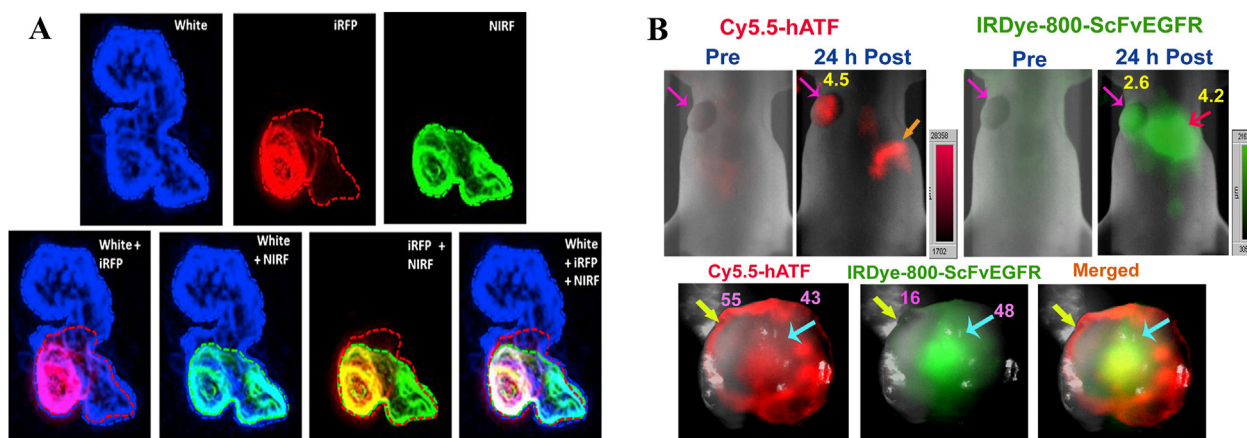 A
White
iRFP
NIRF
White +
iRFP
White
+ NIRF
iRFP +
NIRF
White
+ iRFP
+ NIRF
B
Cy5.5-hATF
IRDye-800-ScFvEGFR
Pre
24 h Post
Pre
24 h Post
4.5
2.6
4.2
28358
1702
Cy5.5-hATF
IRDye-800-ScFvEGFR
Merged
55
43
16
48